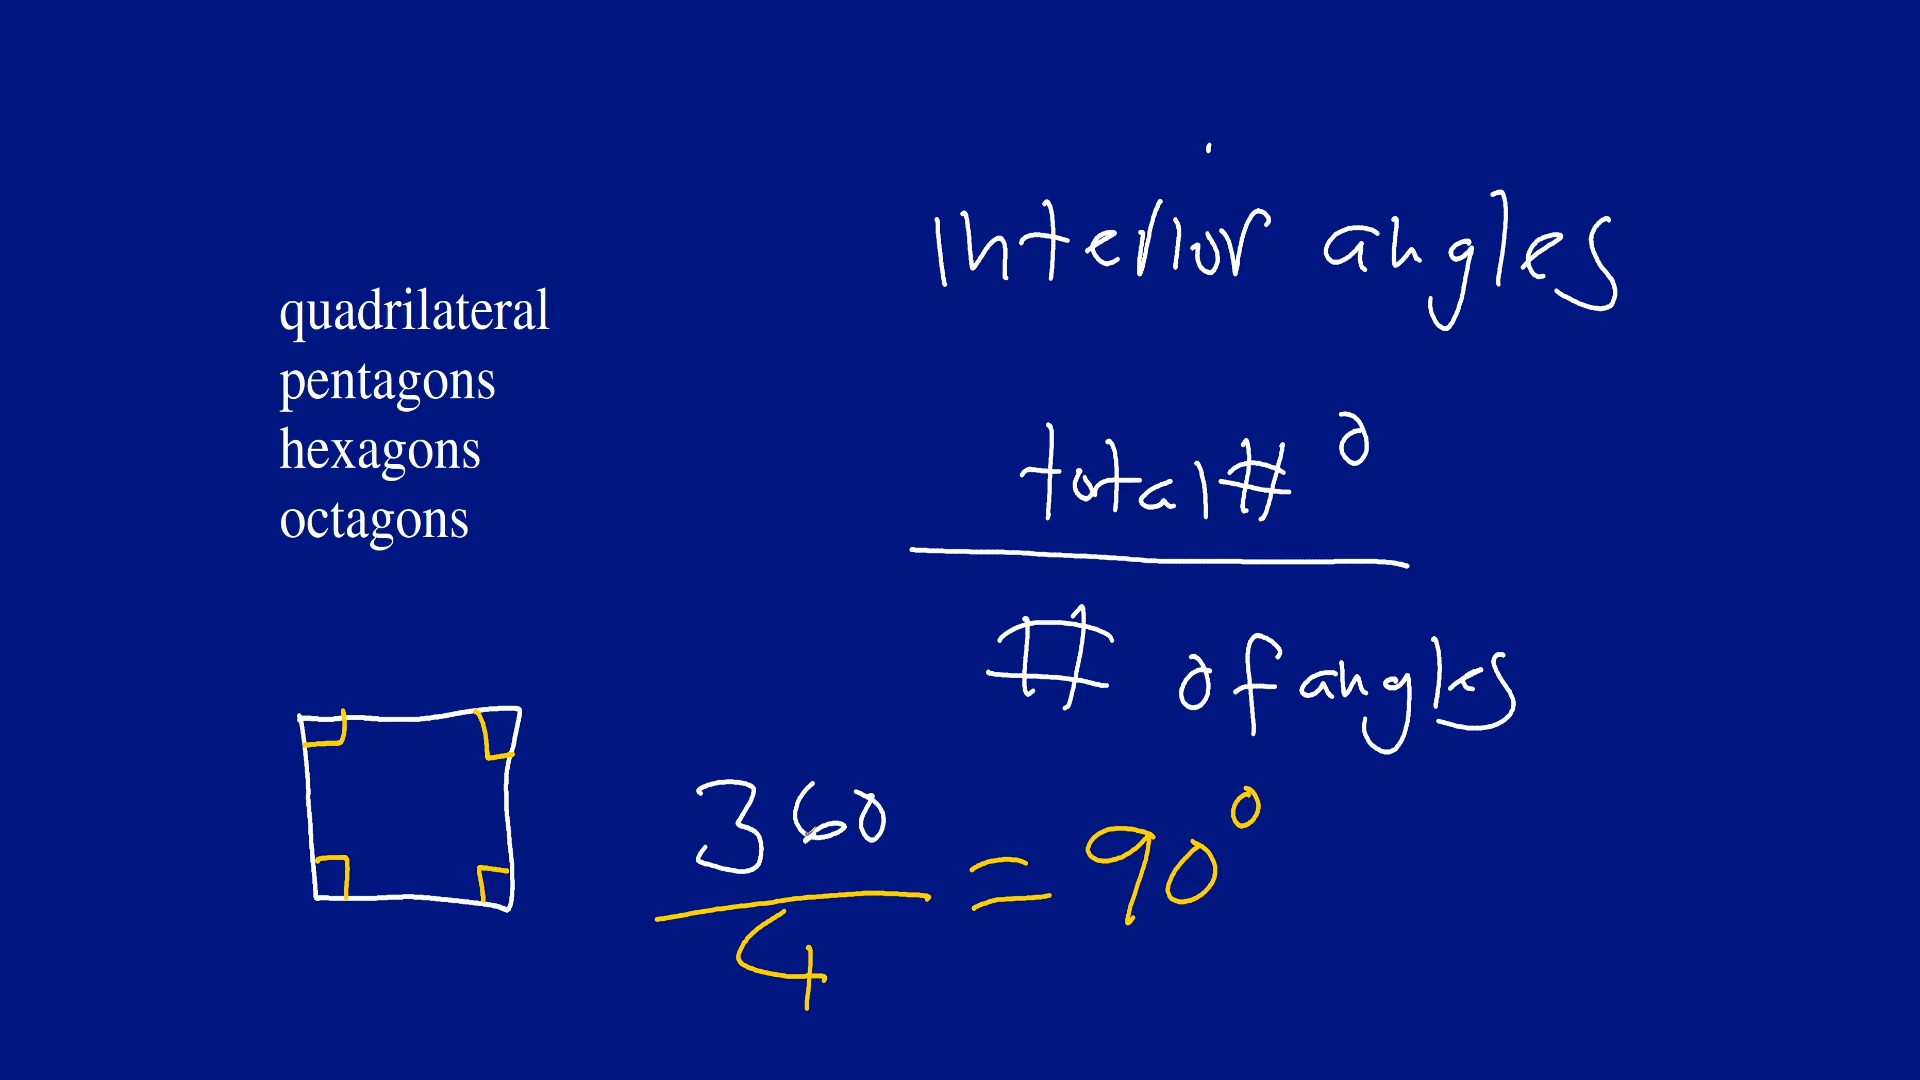 interior angles
quadrilateral
pentagons
hexagons
octagons
total # °
# of angles
360
4
= 90°